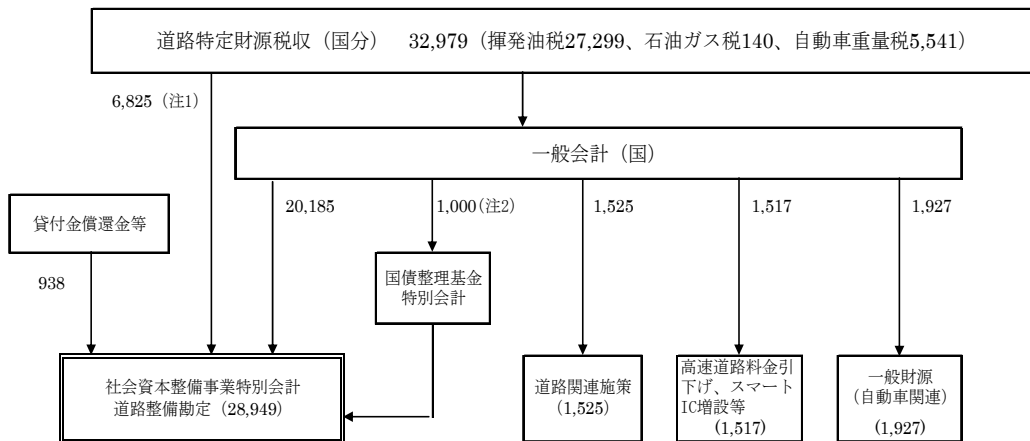 道路特定財源税収（国分）　32,979（揮発油税27,299、石油ガス税140、自動車重量税5,541）
6,825（注1）
一般会計（国）
貸付金償還金等
20,185
1,000(注2)
1,525
1,517
1,927
938
国債整理基金
特別会計
社会資本整備事業特別会計
道路整備勘定（28,949）
道路関連施策
（1,525）
高速道路料金引
下げ、スマート
IC増設等
(1,517)
一般財源
（自動車関連）
（1,927）